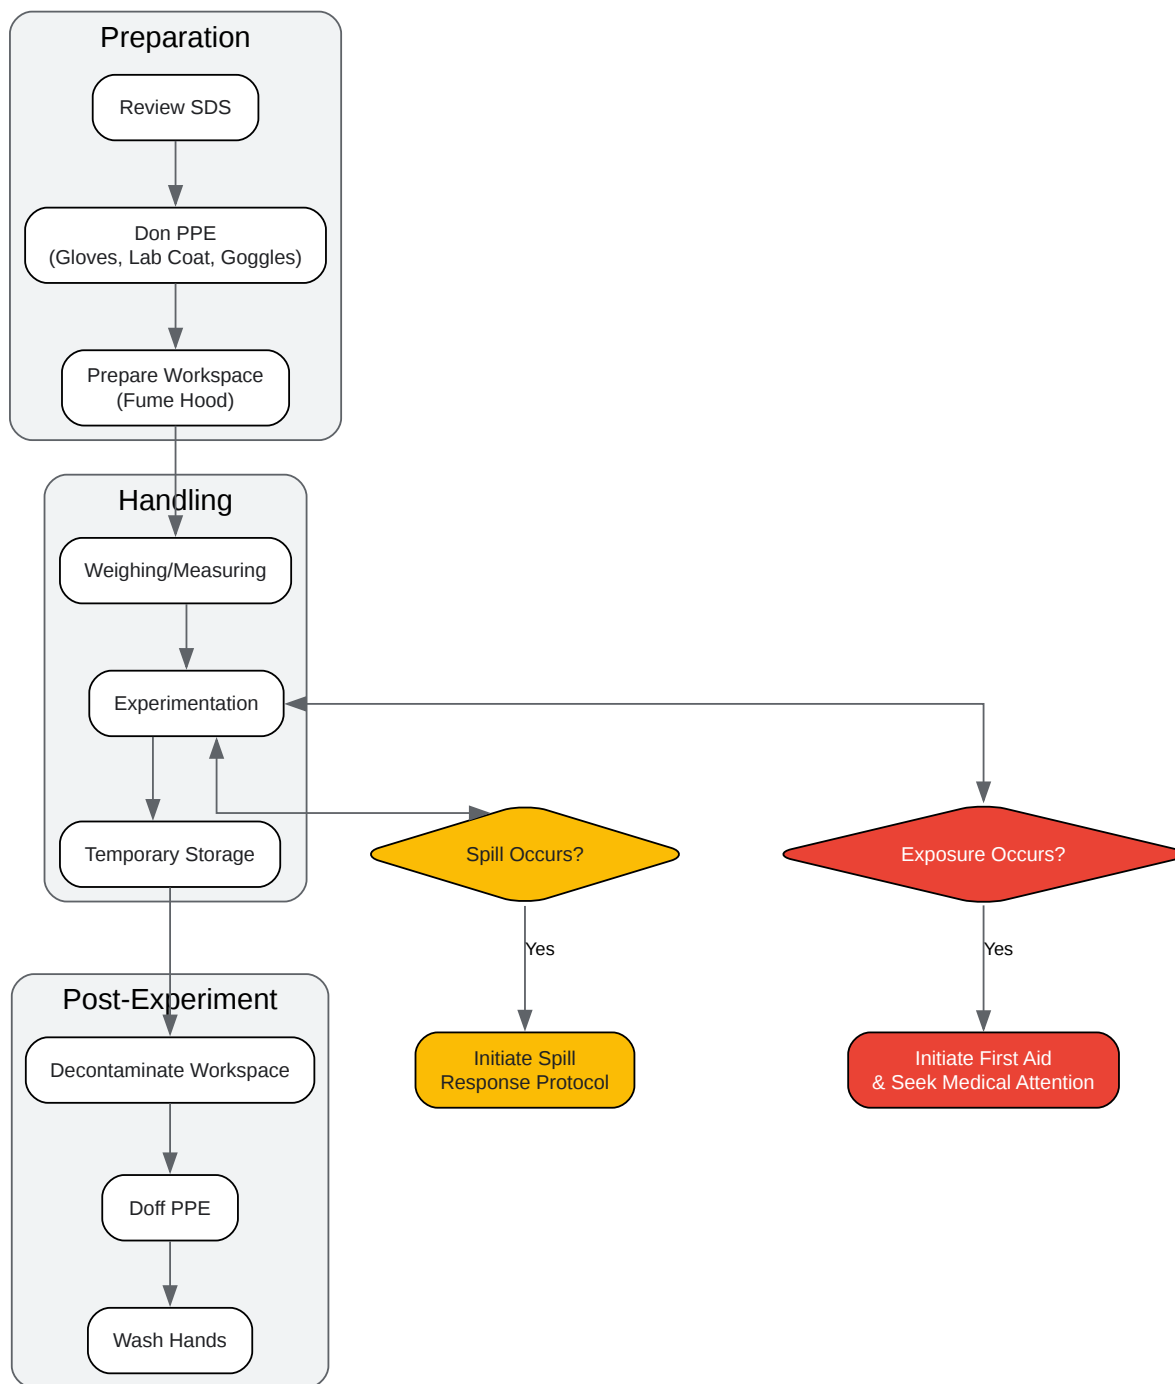 Preparation
Review SDS
Don PPE
(Gloves, Lab Coat, Goggles)
Prepare Workspace
(Fume Hood)
Handling
Weighing/Measuring
Experimentation
Temporary Storage
Spill Occurs?
Exposure Occurs?
Yes
Yes
Post-Experiment
Decontaminate Workspace
Initiate Spill
Response Protocol
Initiate First Aid
& Seek Medical Attention
Doff PPE
Wash Hands